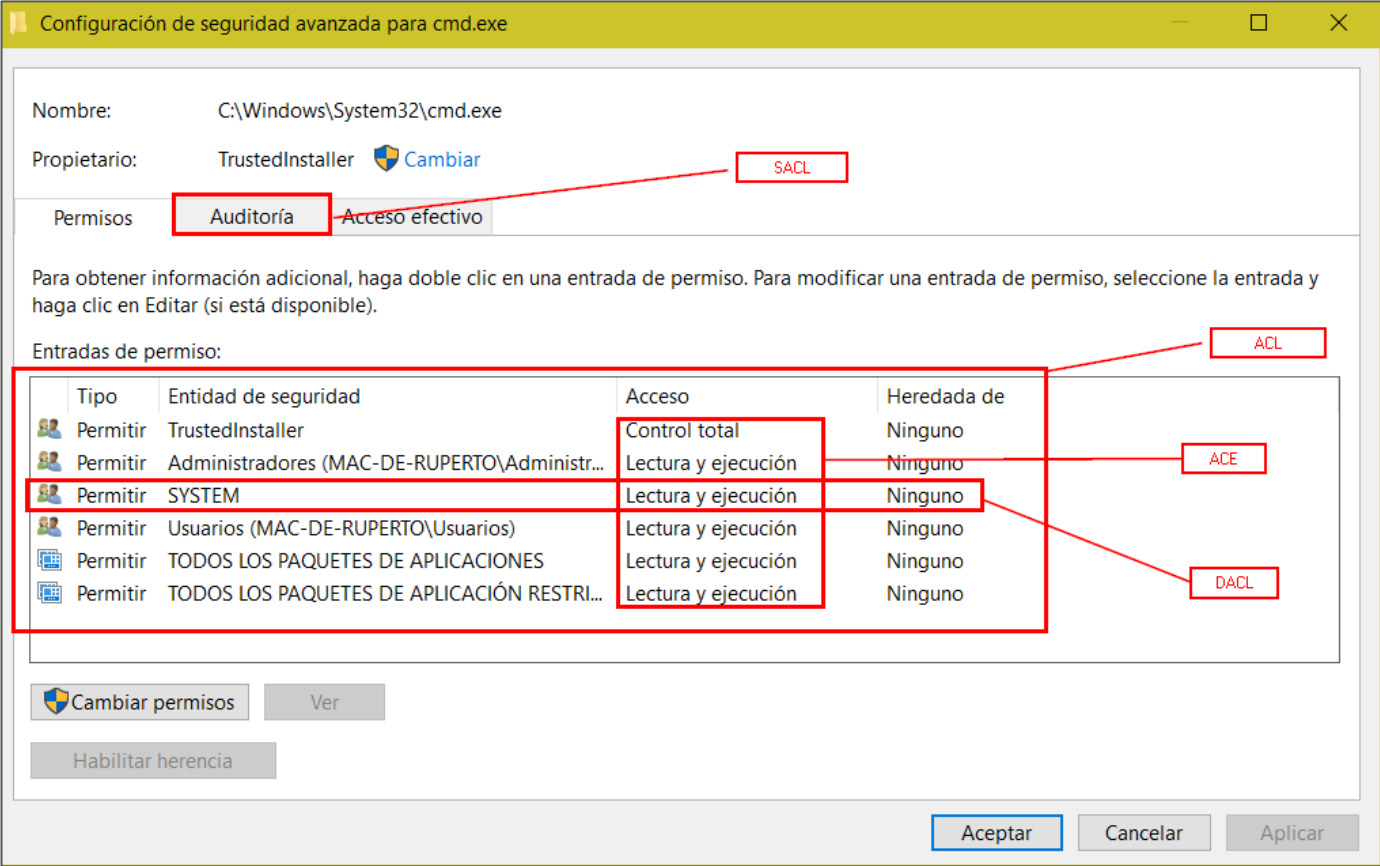 Configuración de seguridad avanzada para cmd.exe
Nombre: C:\Windows\System32\cmd.exe
Propietario: TrustedInstaller Cambiar
SACL
Permisos Auditoría Acceso efectivo
Para obtener información adicional, haga doble clic en una entrada de permiso. Para modificar una entrada de permiso, seleccione la entrada y
haga clic en Editar (si está disponible).
ACL
Entradas de permiso:
Tipo Entidad de seguridad Acceso Heredada de
Permitir TrustedInstaller Control total Ninguno
Permitir Administradores (MAC-DE-RUPERTO\Administr... Lectura y ejecución Ninguno
ACE
Permitir SYSTEM Lectura y ejecución Ninguno
Permitir Usuarios (MAC-DE-RUPERTO\Usuarios) Lectura y ejecución Ninguno
Permitir TODOS LOS PAQUETES DE APLICACIONES Lectura y ejecución Ninguno
DACL
Permitir TODOS LOS PAQUETES DE APLICACIÓN RESTRI... Lectura y ejecución Ninguno
Cambiar permisos Ver
Habilitar herencia
Aceptar Cancelar Aplicar